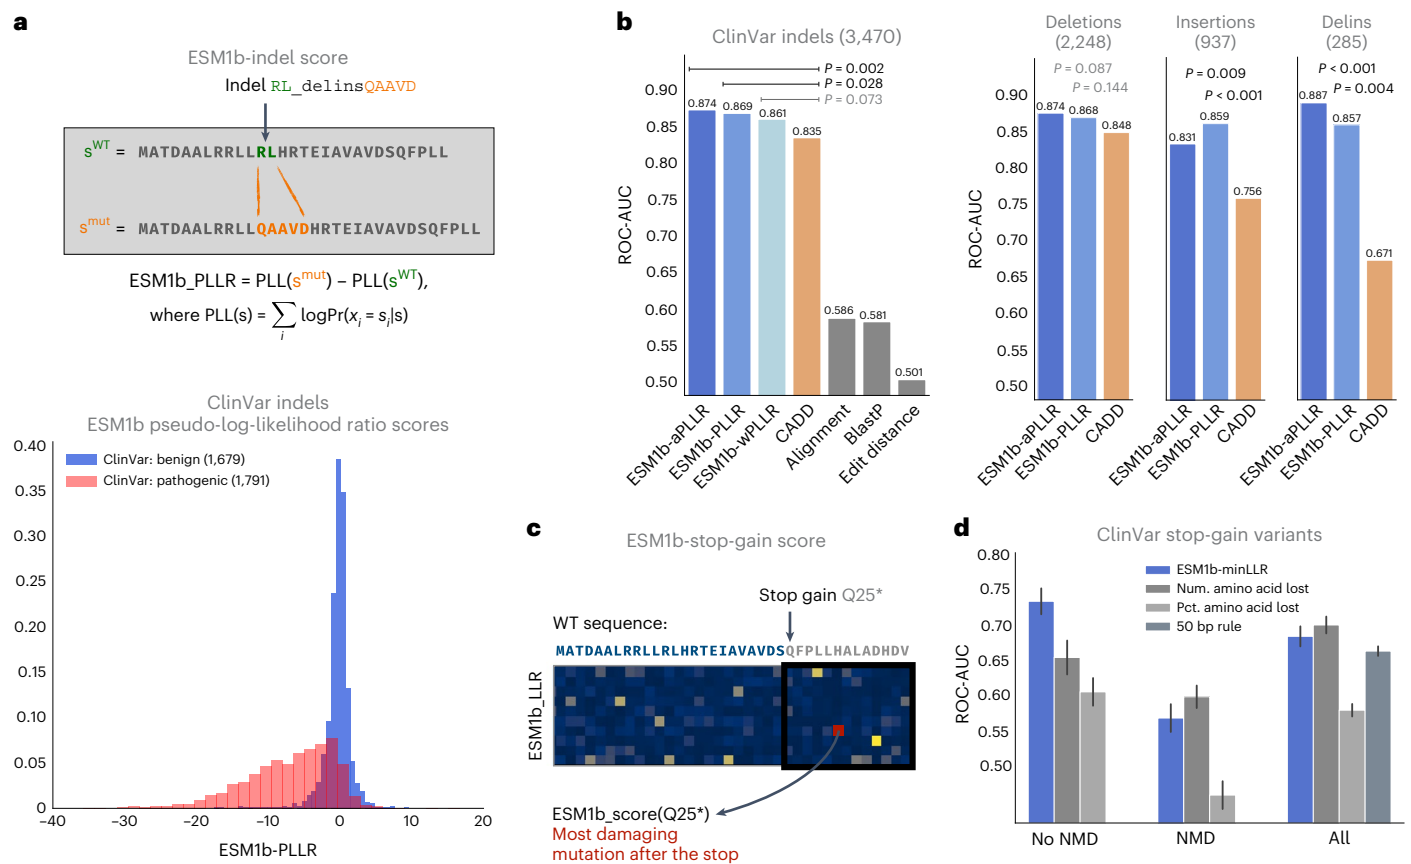 a
ESM1b-indel score
Indel RL_delinsQAAVD
sWT = MATDAALRRLLRLHRTEIAVAVDSQFPLL
smut = MATDAALRRLLQAAVDHRTEIAVAVDSQFPLL
ESM1b_PLLR = PLL(smut) – PLL(sWT),
where PLL(s) = ∑ logPr(xi = si|s)
i
ClinVar indels
ESM1b pseudo-log-likelihood ratio scores
0.40
0.35
0.30
0.25
0.20
0.15
0.10
0.05
0
ClinVar: benign (1,679)
ClinVar: pathogenic (1,791)
–40
–30
–20
–10
0
10
20
ESM1b-PLLR
b
ClinVar indels (3,470)
P = 0.002
P = 0.028
P = 0.073
ROC-AUC
0.90
0.85
0.80
0.75
0.70
0.65
0.60
0.55
0.50
0.874
0.869
0.861
0.835
0.586
0.581
0.501
ESM1b-aPLLR
ESM1b-PLLR
ESM1b-wPLLR
CADD
Alignment
BlastP
Edit distance
Deletions
(2,248)
P = 0.087
P = 0.144
ROC-AUC
0.90
0.85
0.80
0.75
0.70
0.65
0.60
0.55
0.50
0.874
0.868
0.848
ESM1b-aPLLR
ESM1b-PLLR
CADD
Insertions
(937)
P = 0.009
P < 0.001
0.831
0.859
0.756
ESM1b-aPLLR
ESM1b-PLLR
CADD
Delins
(285)
P < 0.001
P = 0.004
0.887
0.857
0.671
ESM1b-aPLLR
ESM1b-PLLR
CADD
c
ESM1b-stop-gain score
Stop gain Q25*
WT sequence:
MATDAALRRLLRLHRTEIAVAVDSQFPLLHALADHDV
ESM1b_LLR
ESM1b_score(Q25*)
Most damaging
mutation after the stop
d
ClinVar stop-gain variants
ROC-AUC
0.80
0.75
0.70
0.65
0.60
0.55
0.50
ESM1b-minLLR
Num. amino acid lost
Pct. amino acid lost
50 bp rule
No NMD
NMD
All